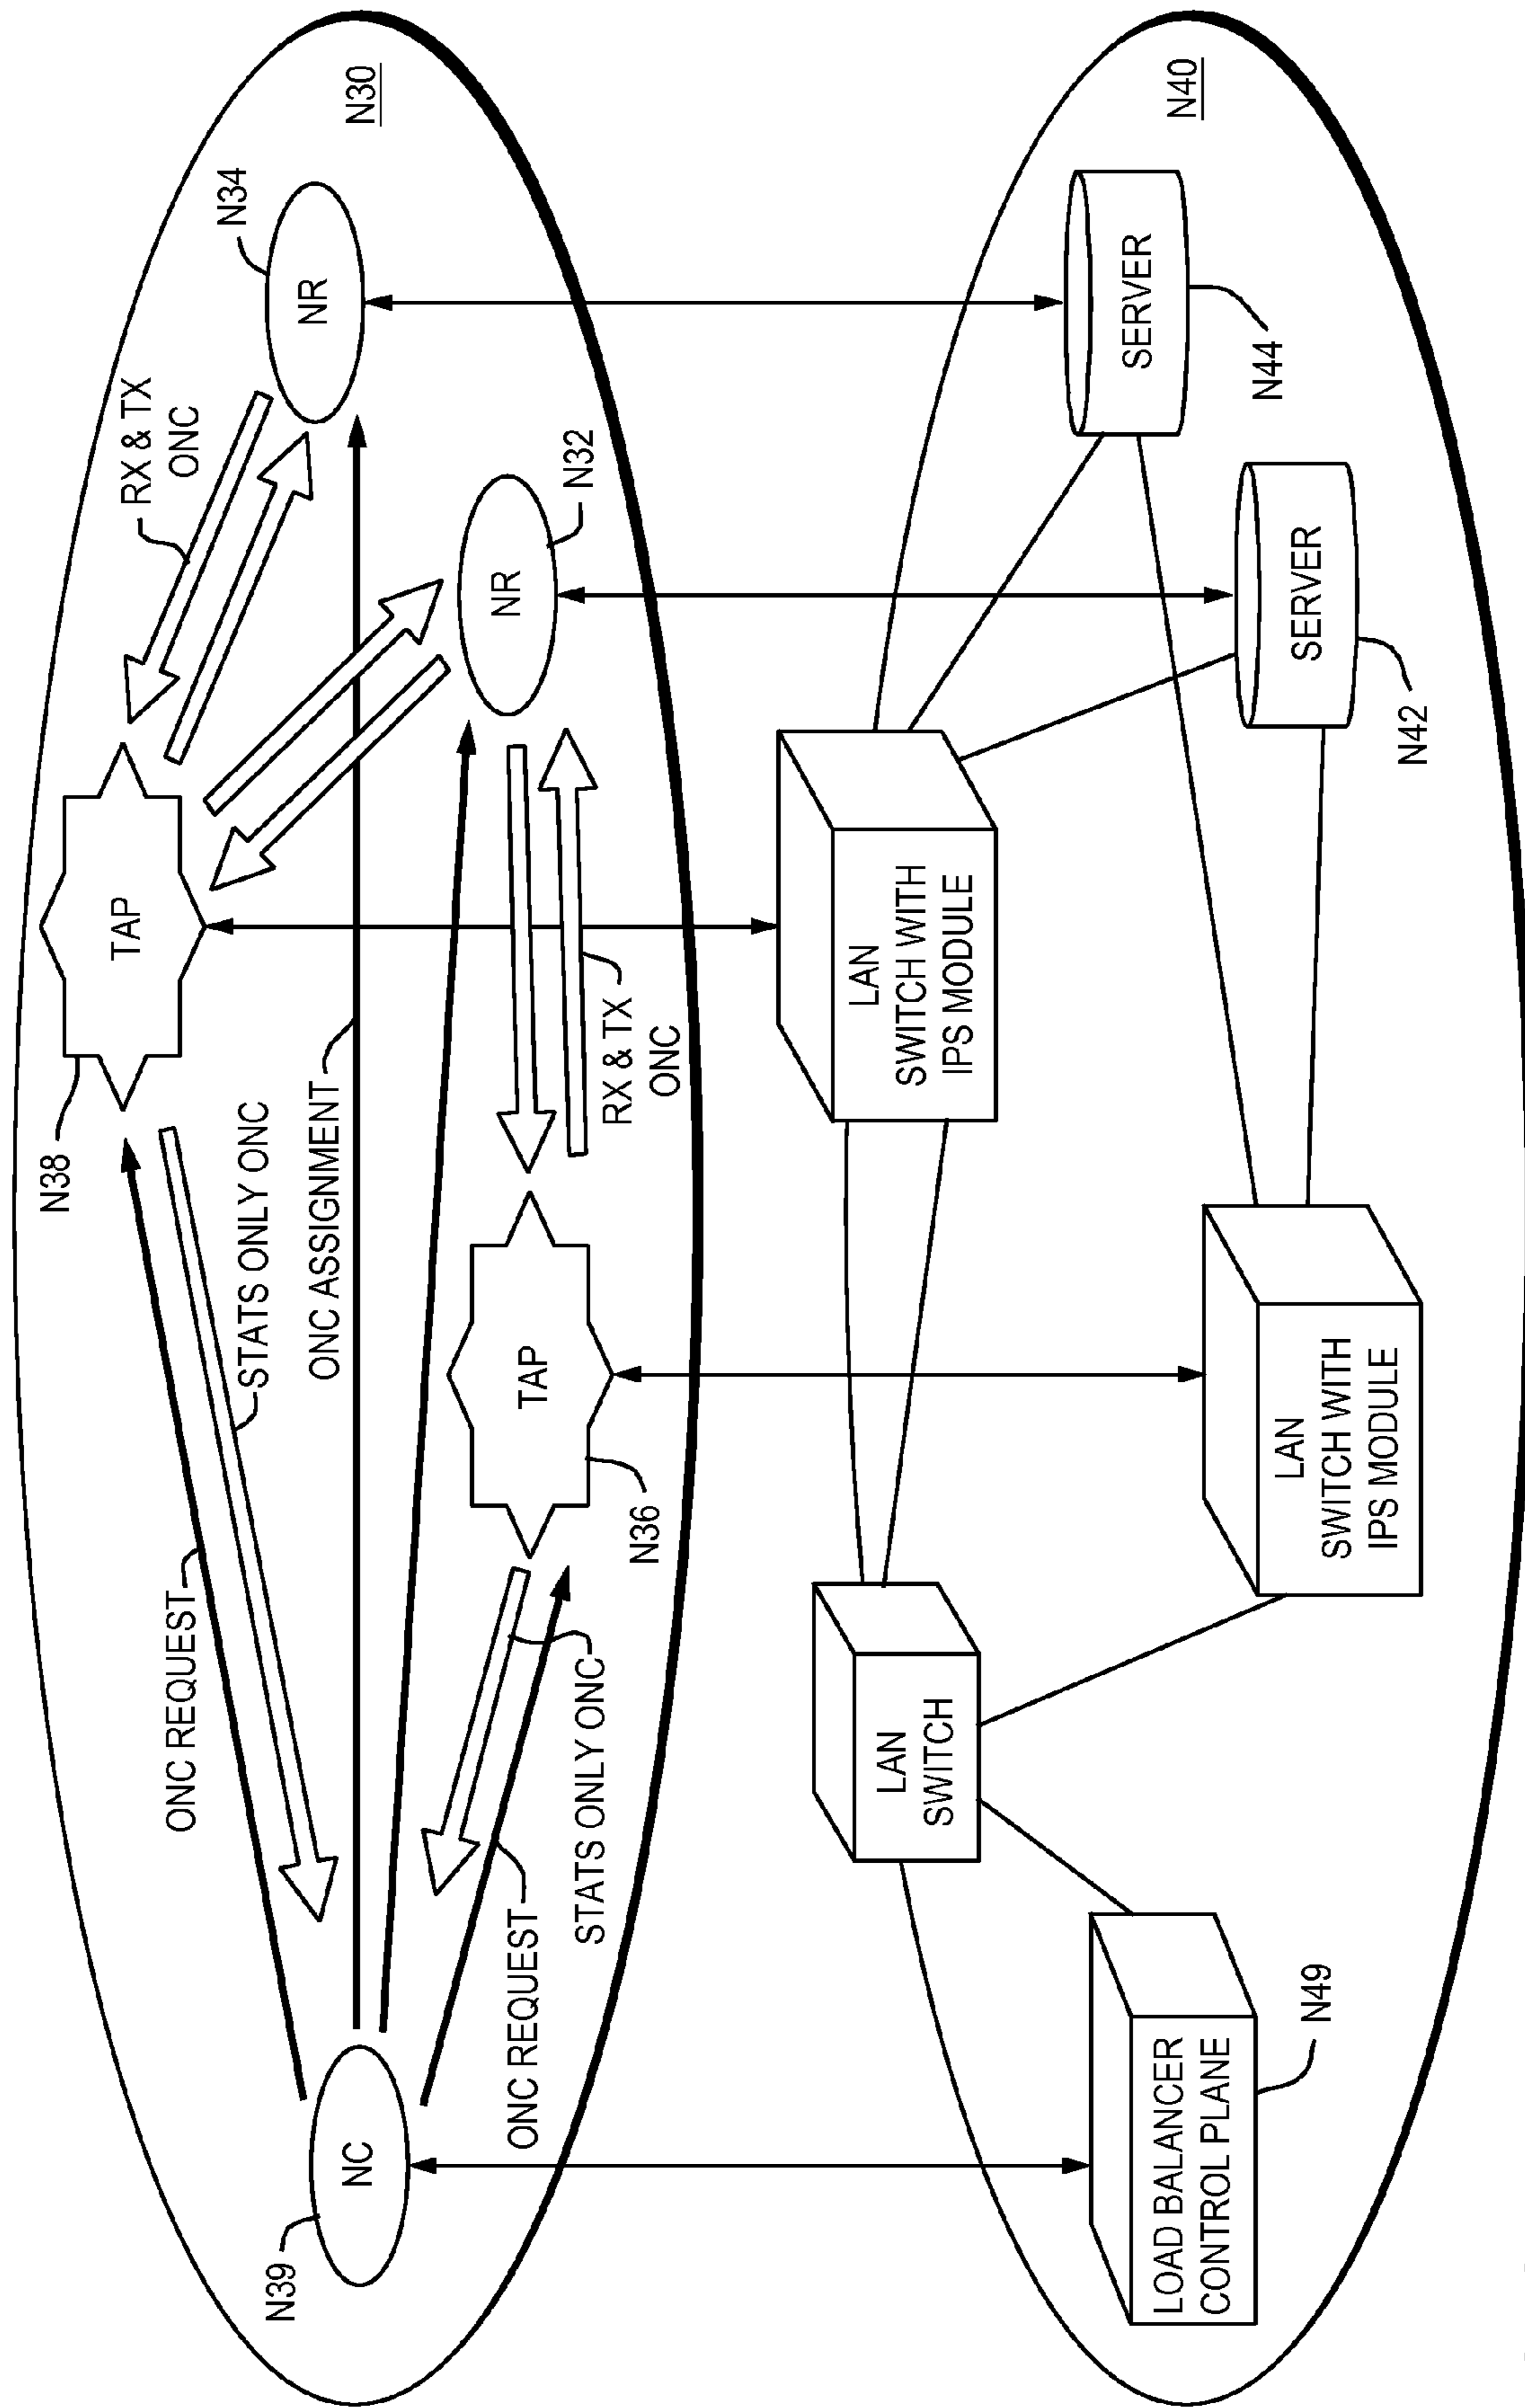 N30
N34
NR
RX & TX
ONC
N32
NR
TAP
N38
STATS ONLY ONC
ONC ASSIGNMENT
RX & TX
ONC
ONC REQUEST
TAP
N36
STATS ONLY ONC
ONC REQUEST
NC
N39
N40
SERVER
N44
SERVER
N42
LAN
SWITCH WITH
IPS MODULE
LAN
SWITCH WITH
IPS MODULE
LAN
SWITCH
LOAD BALANCER
CONTROL PLANE
N49